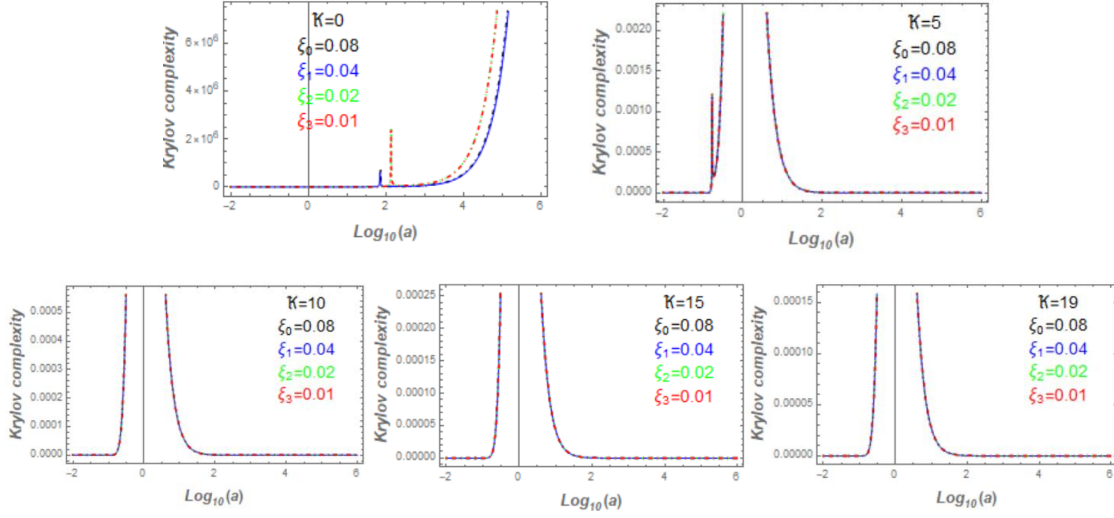 Ҡ=0
ξ₀=0.08
ξ₁=0.04
ξ₂=0.02
ξ₃=0.01
Krylov complexity
6×10⁶
4×10⁶
2×10⁶
0
-2 0 2 4 6
Log₁₀(a)
Ҡ=5
ξ₀=0.08
ξ₁=0.04
ξ₂=0.02
ξ₃=0.01
Krylov complexity
0.0020
0.0015
0.0010
0.0005
0.0000
-2 0 2 4 6
Log₁₀(a)
Ҡ=10
ξ₀=0.08
ξ₁=0.04
ξ₂=0.02
ξ₃=0.01
Krylov complexity
0.0005
0.0004
0.0003
0.0002
0.0001
0.0000
-2 0 2 4 6
Log₁₀(a)
Ҡ=15
ξ₀=0.08
ξ₁=0.04
ξ₂=0.02
ξ₃=0.01
Krylov complexity
0.00025
0.00020
0.00015
0.00010
0.00005
0.00000
-2 0 2 4 6
Log₁₀(a)
Ҡ=19
ξ₀=0.08
ξ₁=0.04
ξ₂=0.02
ξ₃=0.01
Krylov complexity
0.00015
0.00010
0.00005
0.00000
-2 0 2 4 6
Log₁₀(a)